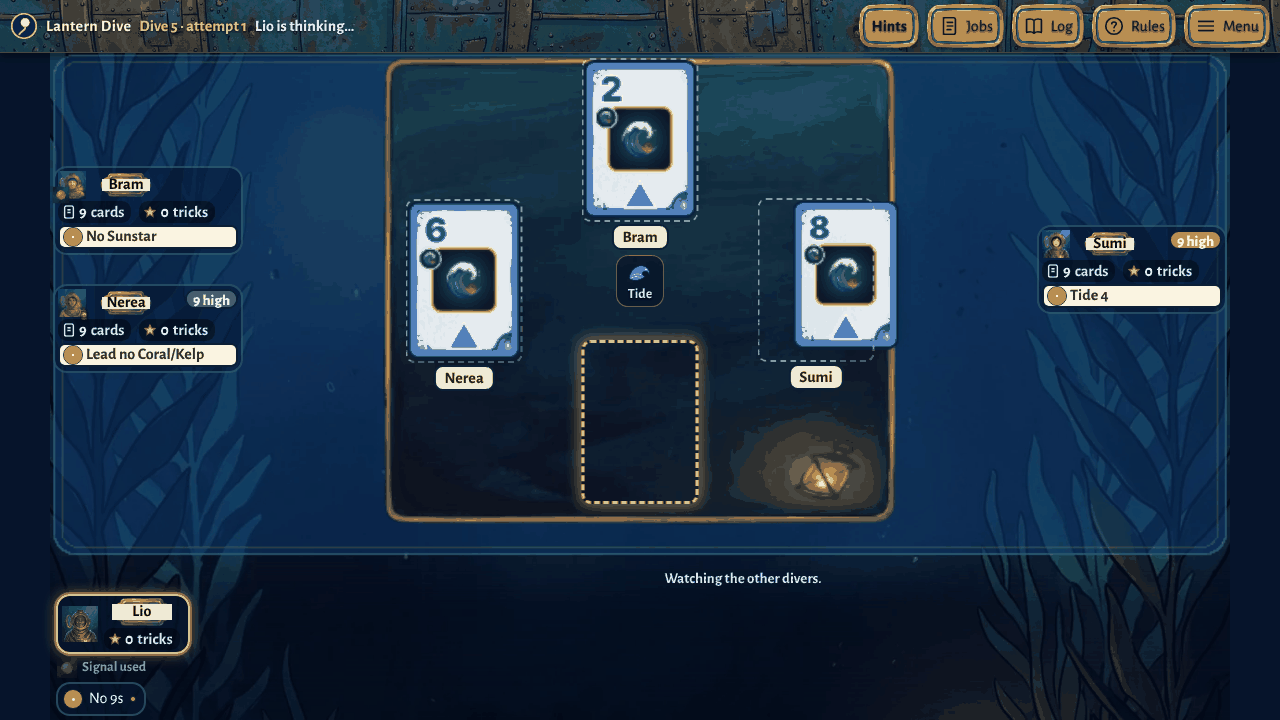 Lantern Dive Dive 5 · attempt 1 Lio is thinking...
Hints Jobs Log Rules Menu
2
Bram
9 cards 0 tricks
No Sunstar
6
8
Bram
Nerea 9 high
9 cards 0 tricks
Lead no Coral/Kelp
Sumi 9 high
9 cards 0 tricks
Tide 4
Tide
Nerea
Sumi
Watching the other divers.
Lio
0 tricks
Signal used
No 9s